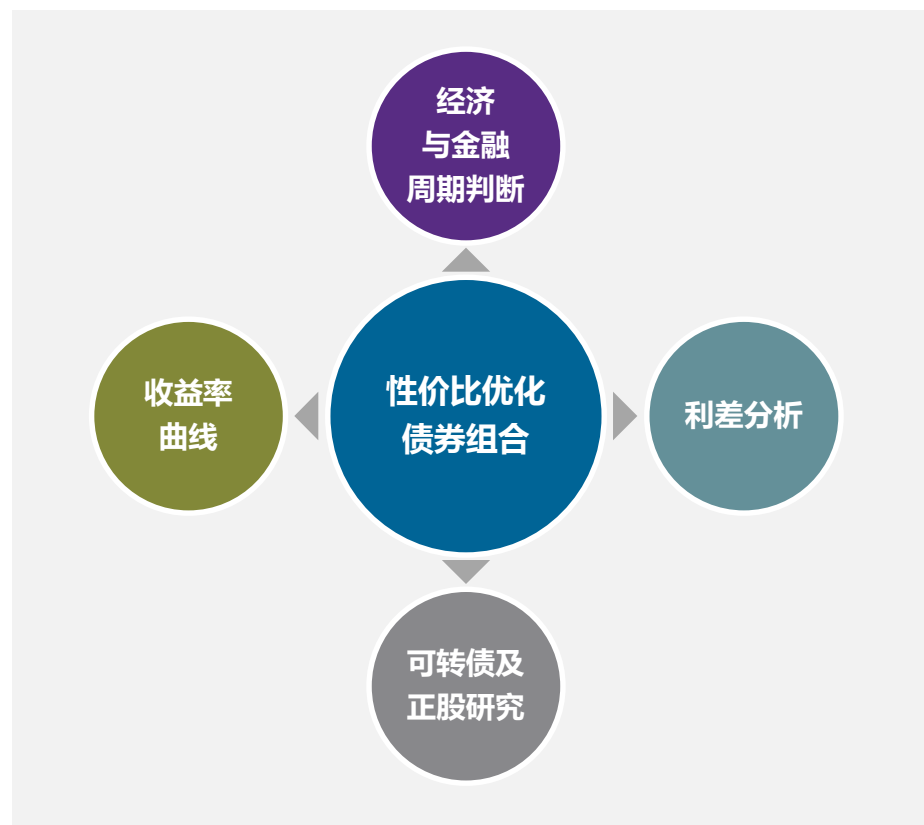 经济
与金融
周期判断
收益率
曲线
性价比优化
债券组合
利差分析
可转债及
正股研究